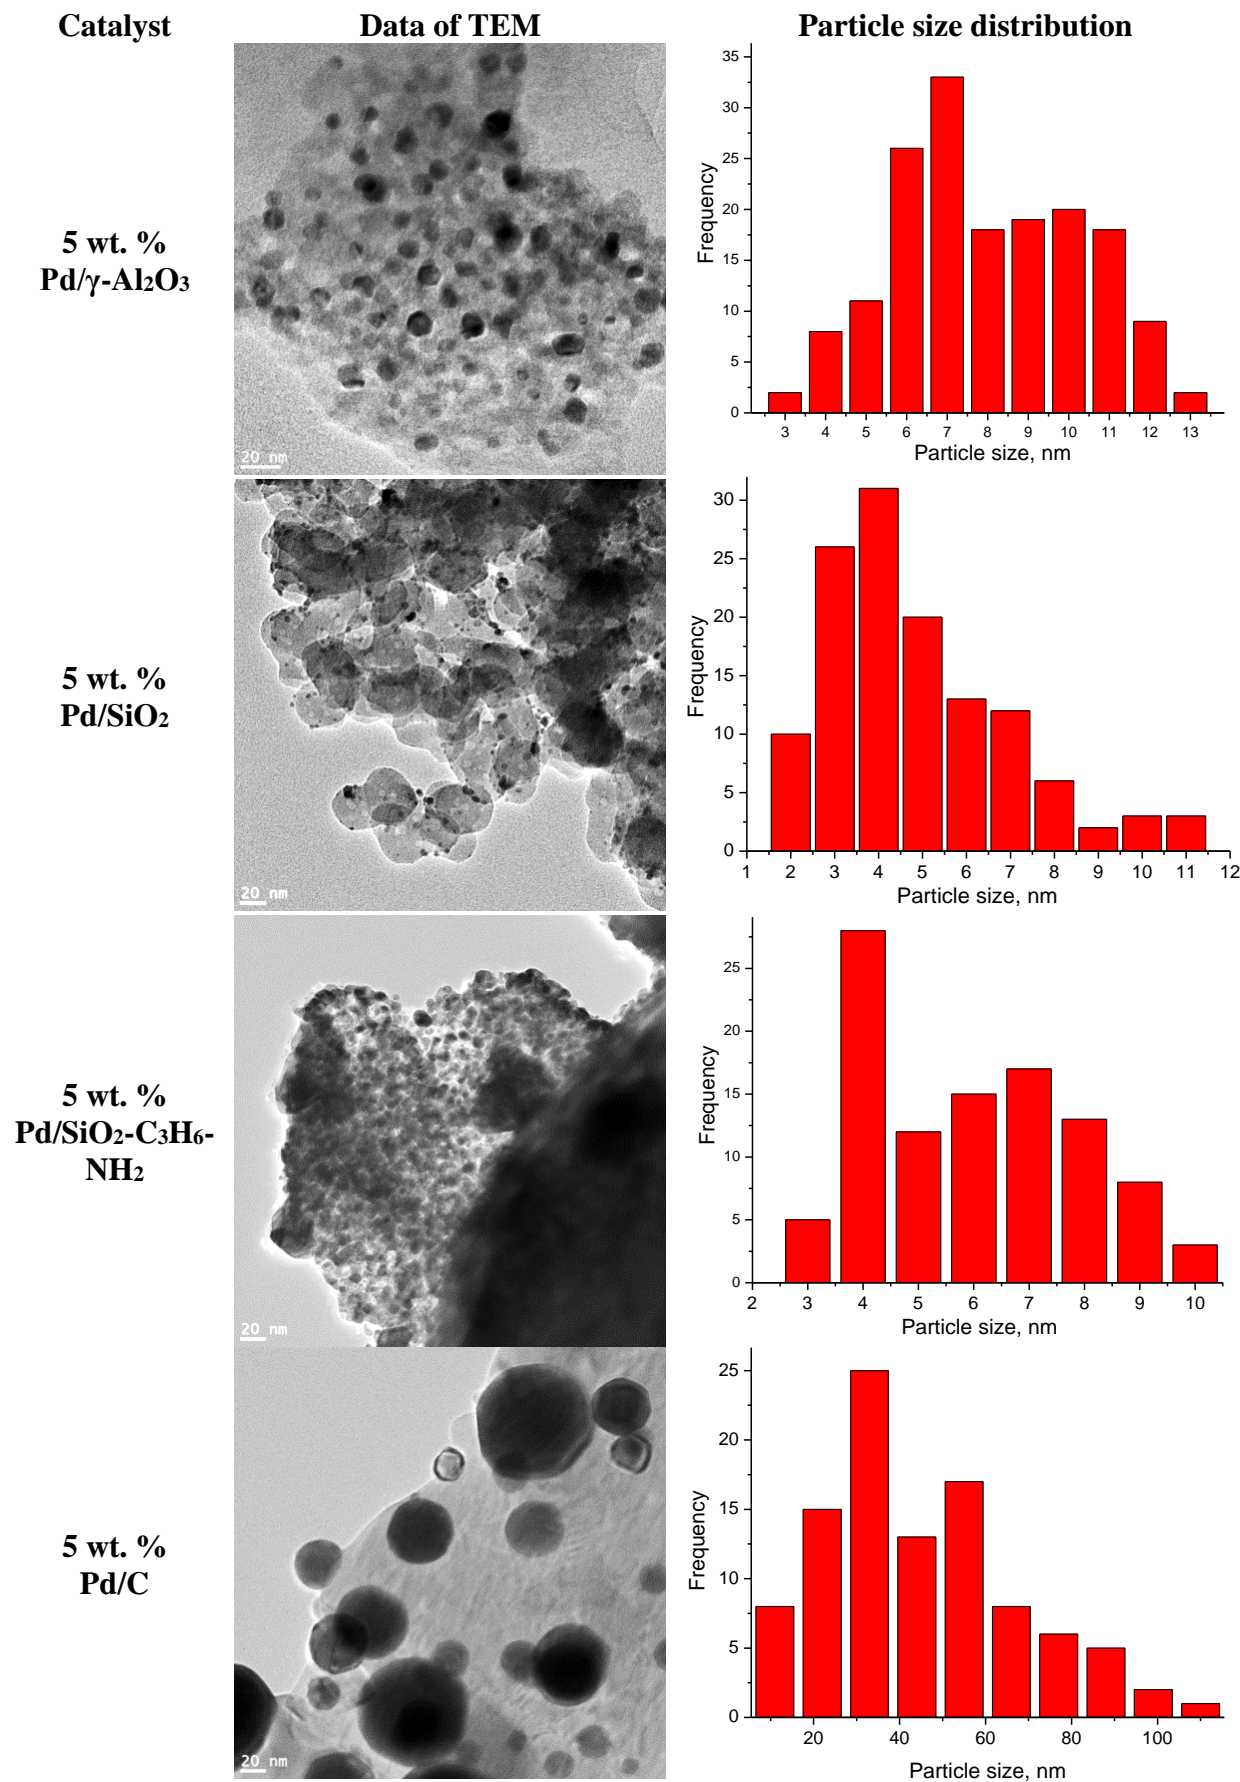 Catalyst Data of TEM Particle size distribution
5 wt. %
Pd/γ-Al2O3
20 nm
35
30
25
20
15
10
5
0
Frequency
3 4 5 6 7 8 9 10 11 12 13
Particle size, nm
5 wt. %
Pd/SiO2
20 nm
30
25
20
15
10
5
0
Frequency
1 2 3 4 5 6 7 8 9 10 11 12
Particle size, nm
5 wt. %
Pd/SiO2-C3H6-
NH2
20 nm
25
20
15
10
5
0
Frequency
2 3 4 5 6 7 8 9 10
Particle size, nm
5 wt. %
Pd/C
20 nm
25
20
15
10
5
0
Frequency
20 40 60 80 100
Particle size, nm